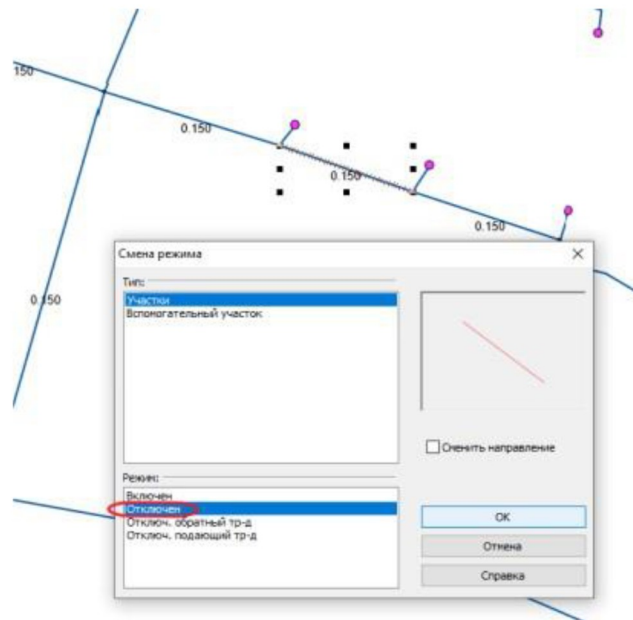 150
0.150
0.150
0.150
0.150
Смена режима
Тип:
Участки
Вспомогательный участок
Сменить направление
Режим:
Включен
Отключен
Отключ. обратный тр-д
Отключ. подающий тр-д
ОК
Отмена
Справка